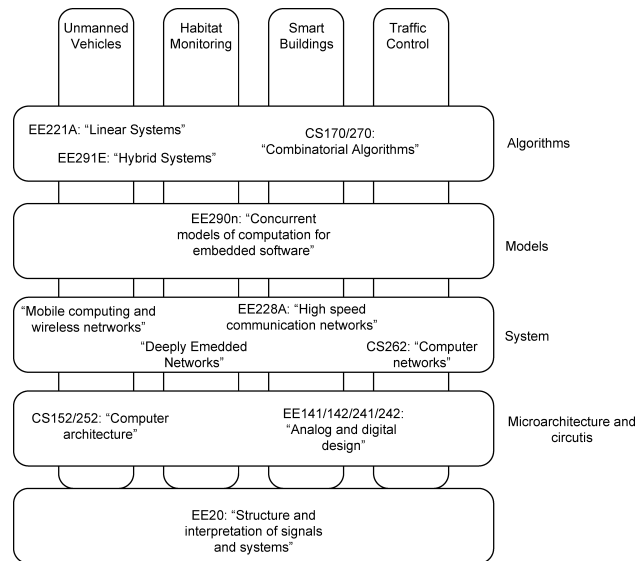 Unmanned
Vehicles
Habitat
Monitoring
Smart
Buildings
Traffic
Control
EE221A: “Linear Systems”
EE291E: “Hybrid Systems”
CS170/270:
“Combinatorial Algorithms”
Algorithms
EE290n: “Concurrent
models of computation for
embedded software”
Models
“Mobile computing and
wireless netrworks”
EE228A: “High speed
communication networks”
“Deeply Emedded
Networks”
CS262: “Computer
networks”
System
CS152/252: “Computer
architecture”
EE141/142/241/242:
“Analog and digital
design”
Microarchitecture and
circutis
EE20: “Structure and
interpretation of signals
and systems”